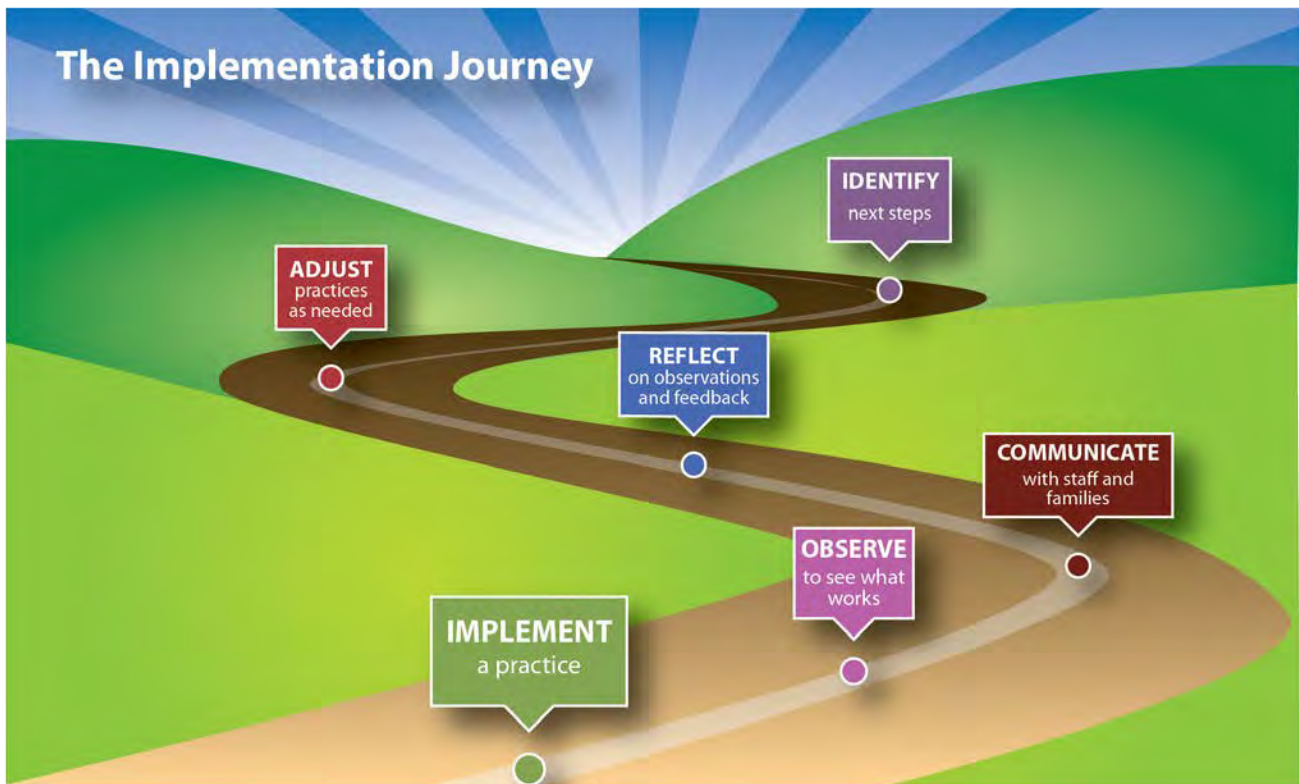 The Implementation Journey
IDENTIFY
next steps
ADJUST
practices
as needed
REFLECT
on observations
and feedback
COMMUNICATE
with staff and
families
OBSERVE
to see what
works
IMPLEMENT
a practice